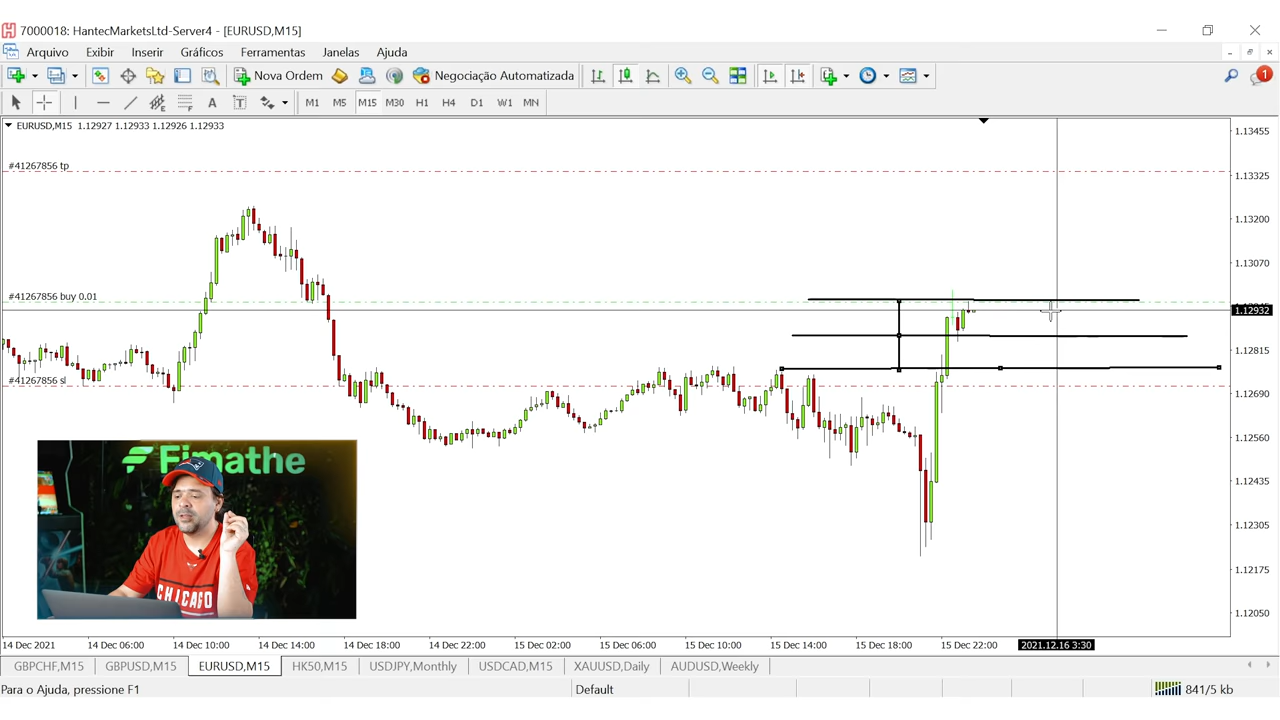 7000018: HantecMarketsLtd-Server4 - [EURUSD,M15]
Arquivo Exibir Inserir Gráficos Ferramentas Janelas Ajuda
Nova Ordem Negociação Automatizada 1
A T M1 M5 M15 M30 H1 H4 D1 W1 MN
EURUSD,M15 1.12927 1.12933 1.12926 1.12933
1.13455
#41267856 tp
1.13325
1.13200
1.13070
#41267856 buy 0.01
1.12932
1.12815
#41267856 sl
1.12690
1.12560
Fimathe
1.12435
1.12305
CHICAGO
1.12175
1.12050
14 Dec 2021 14 Dec 06:00 14 Dec 10:00 14 Dec 14:00 14 Dec 18:00 14 Dec 22:00 15 Dec 02:00 15 Dec 06:00 15 Dec 10:00 15 Dec 14:00 15 Dec 18:00 15 Dec 22:00 2021.12.16 3:30
GBPCHF,M15 GBPUSD,M15 EURUSD,M15 HK50,M15 USDJPY,Monthly USDCAD,M15 XAUUSD,Daily AUDUSD,Weekly
Para o Ajuda, pressione F1 Default 841/5 kb